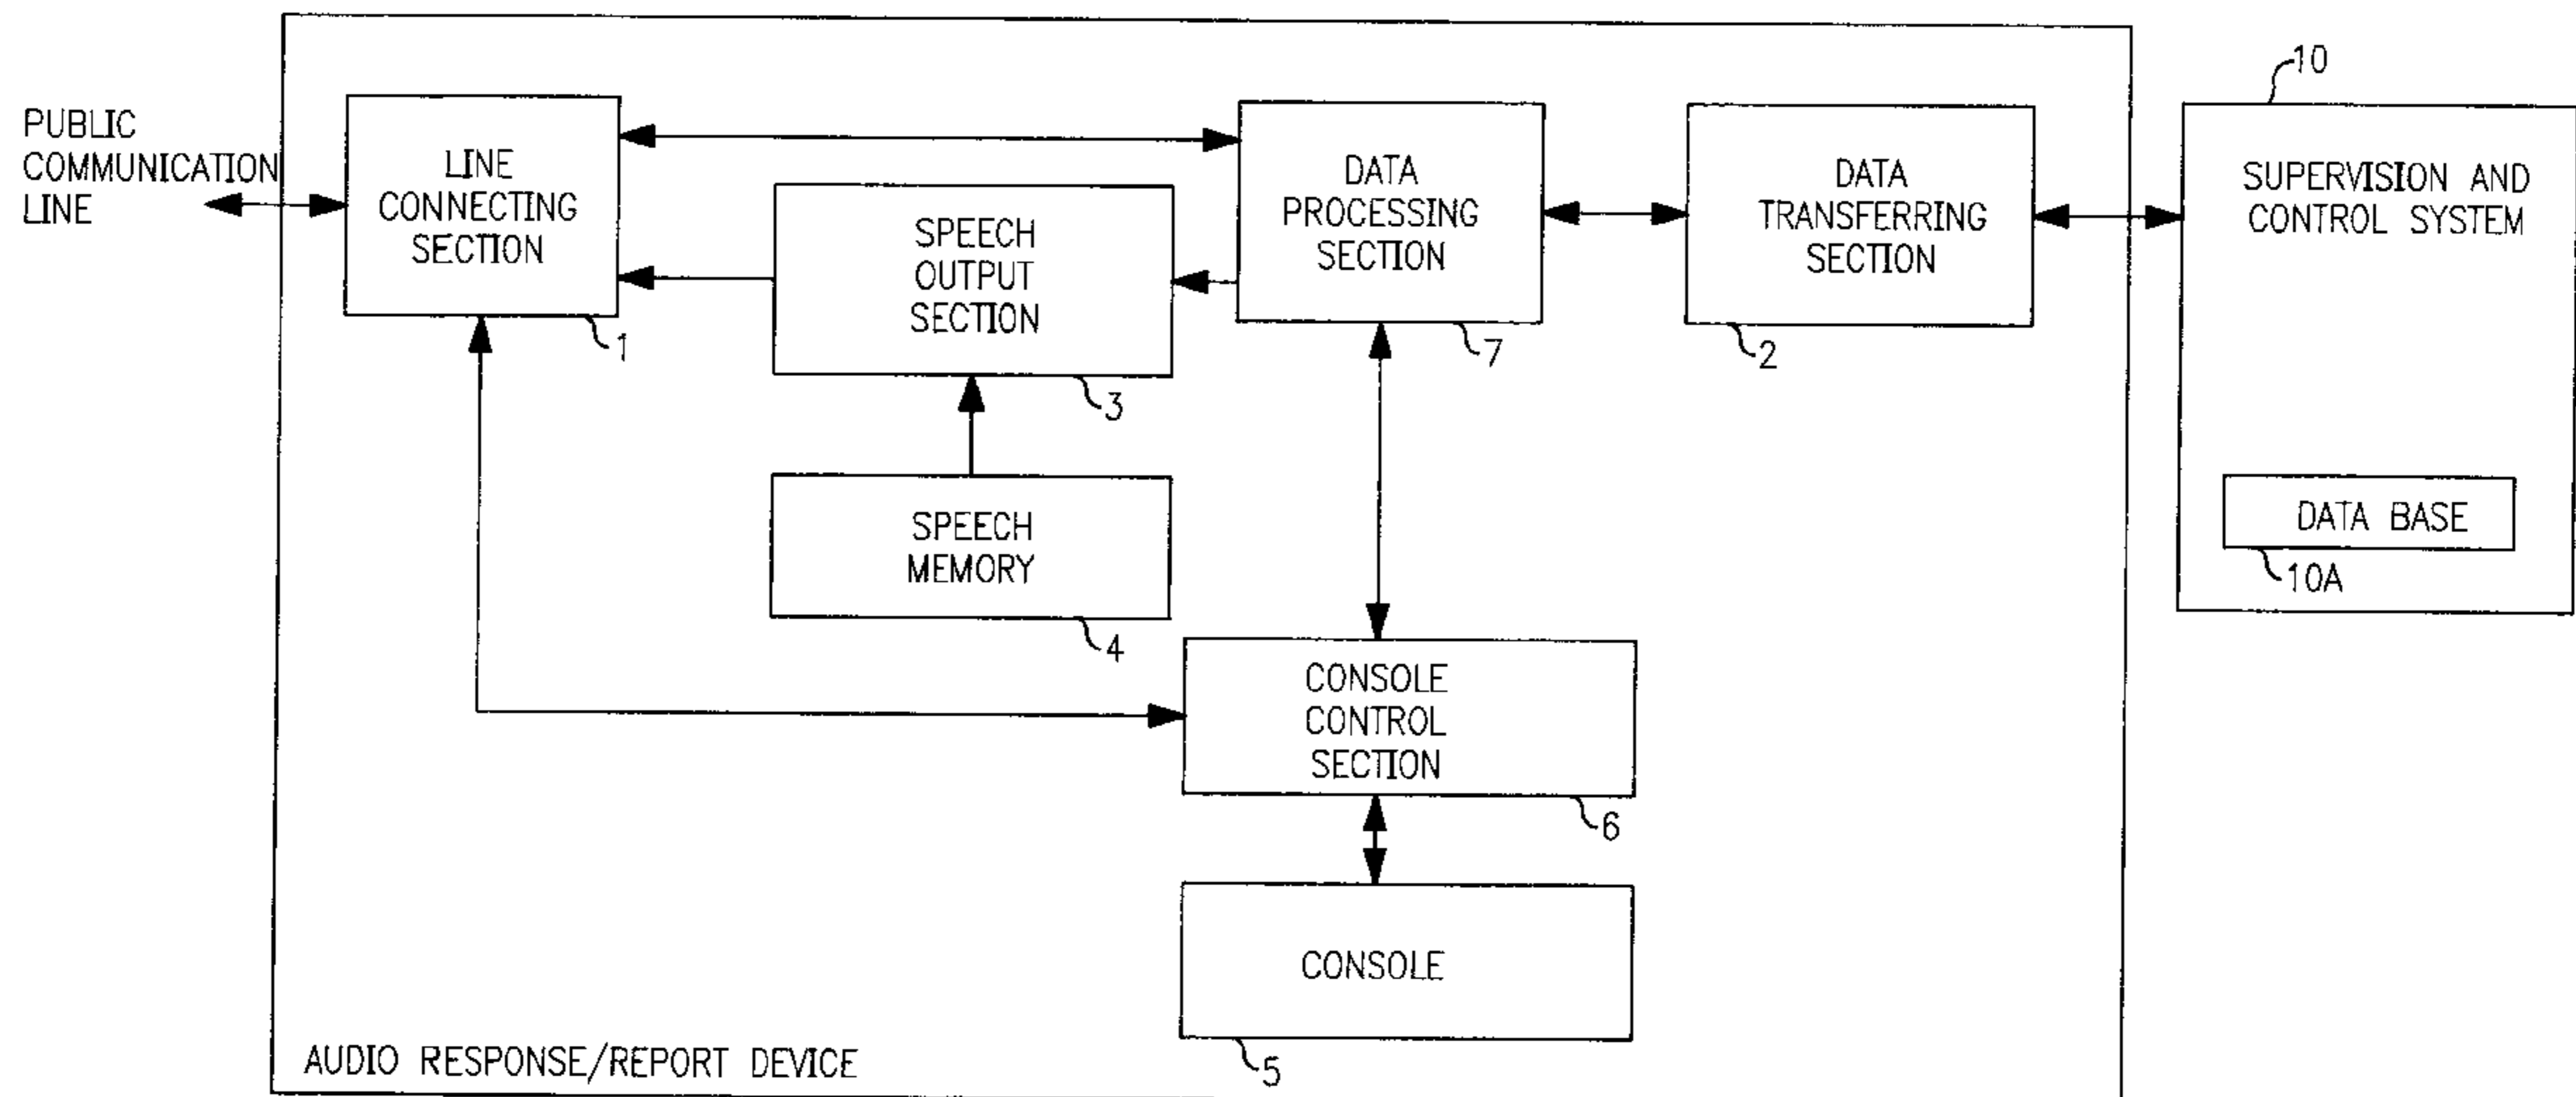 PUBLIC
COMMUNICATION
LINE
LINE
CONNECTING
SECTION
1
SPEECH
OUTPUT
SECTION
3
SPEECH
MEMORY
4
DATA
PROCESSING
SECTION
7
DATA
TRANSFERRING
SECTION
2
10
SUPERVISION AND
CONTROL SYSTEM
DATA BASE
10A
CONSOLE
CONTROL
SECTION
6
CONSOLE
5
AUDIO RESPONSE/REPORT DEVICE